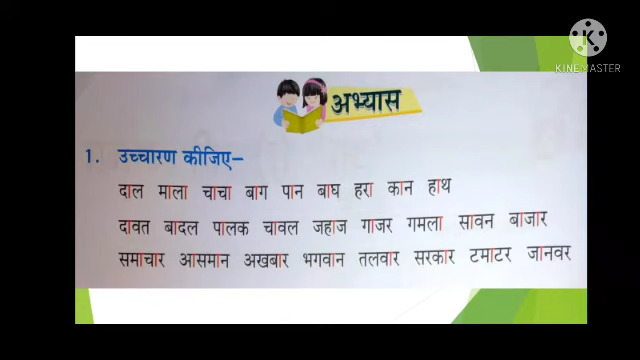 KINEMASTER
अभ्यास
1. उच्चारण कीजिए–
दाल माला चाचा बाग पान बाघ हरा कान हाथ
दावत बादल पालक चावल जहाज गाजर गमला सावन बाजार
समाचार आसमान अखबार भगवान तलवार सरकार टमाटर जानवर